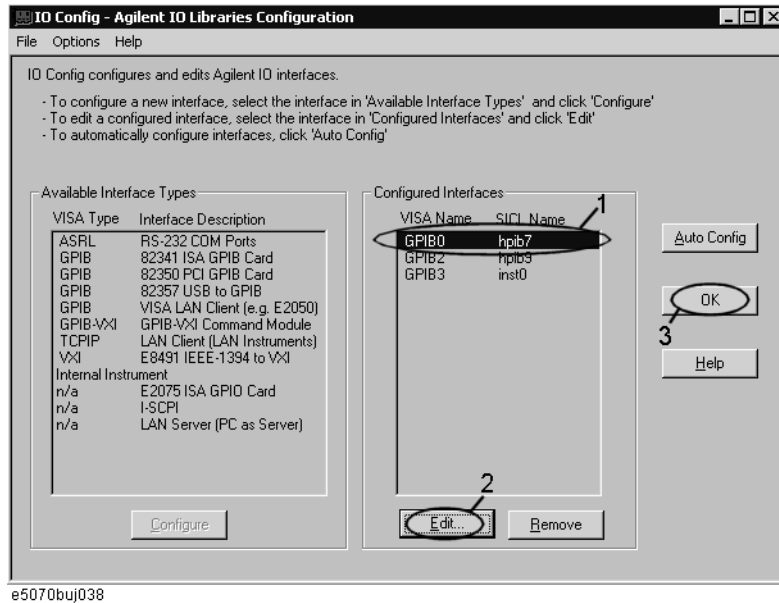 IO Config - Agilent IO Libraries Configuration
File Options Help
IO Config configures and edits Agilent IO interfaces.
- To configure a new interface, select the interface in 'Available Interface Types' and click 'Configure'
- To edit a configured interface, select the interface in 'Configured Interfaces' and click 'Edit'
- To automatically configure interfaces, click 'Auto Config'
Available Interface Types
VISA Type Interface Description
ASRL RS-232 COM Ports
GPIB 82341 ISA GPIB Card
GPIB 82350 PCI GPIB Card
GPIB 82357 USB to GPIB
GPIB VISA LAN Client (e.g. E2050)
GPIB-VXI GPIB-VXI Command Module
TCPIP LAN Client (LAN Instruments)
VXI E8491 IEEE-1394 to VXI
Internal Instrument
n/a E2075 ISA GPIO Card
n/a I-SCPI
n/a LAN Server (PC as Server)
Configure
Configured Interfaces
1
VISA Name SICL Name
GPIB0 hpib7
GPIB2 hpib9
GPIB3 inst0
2
Edit...
Remove
Auto Config
OK
3
Help
e5070buj038